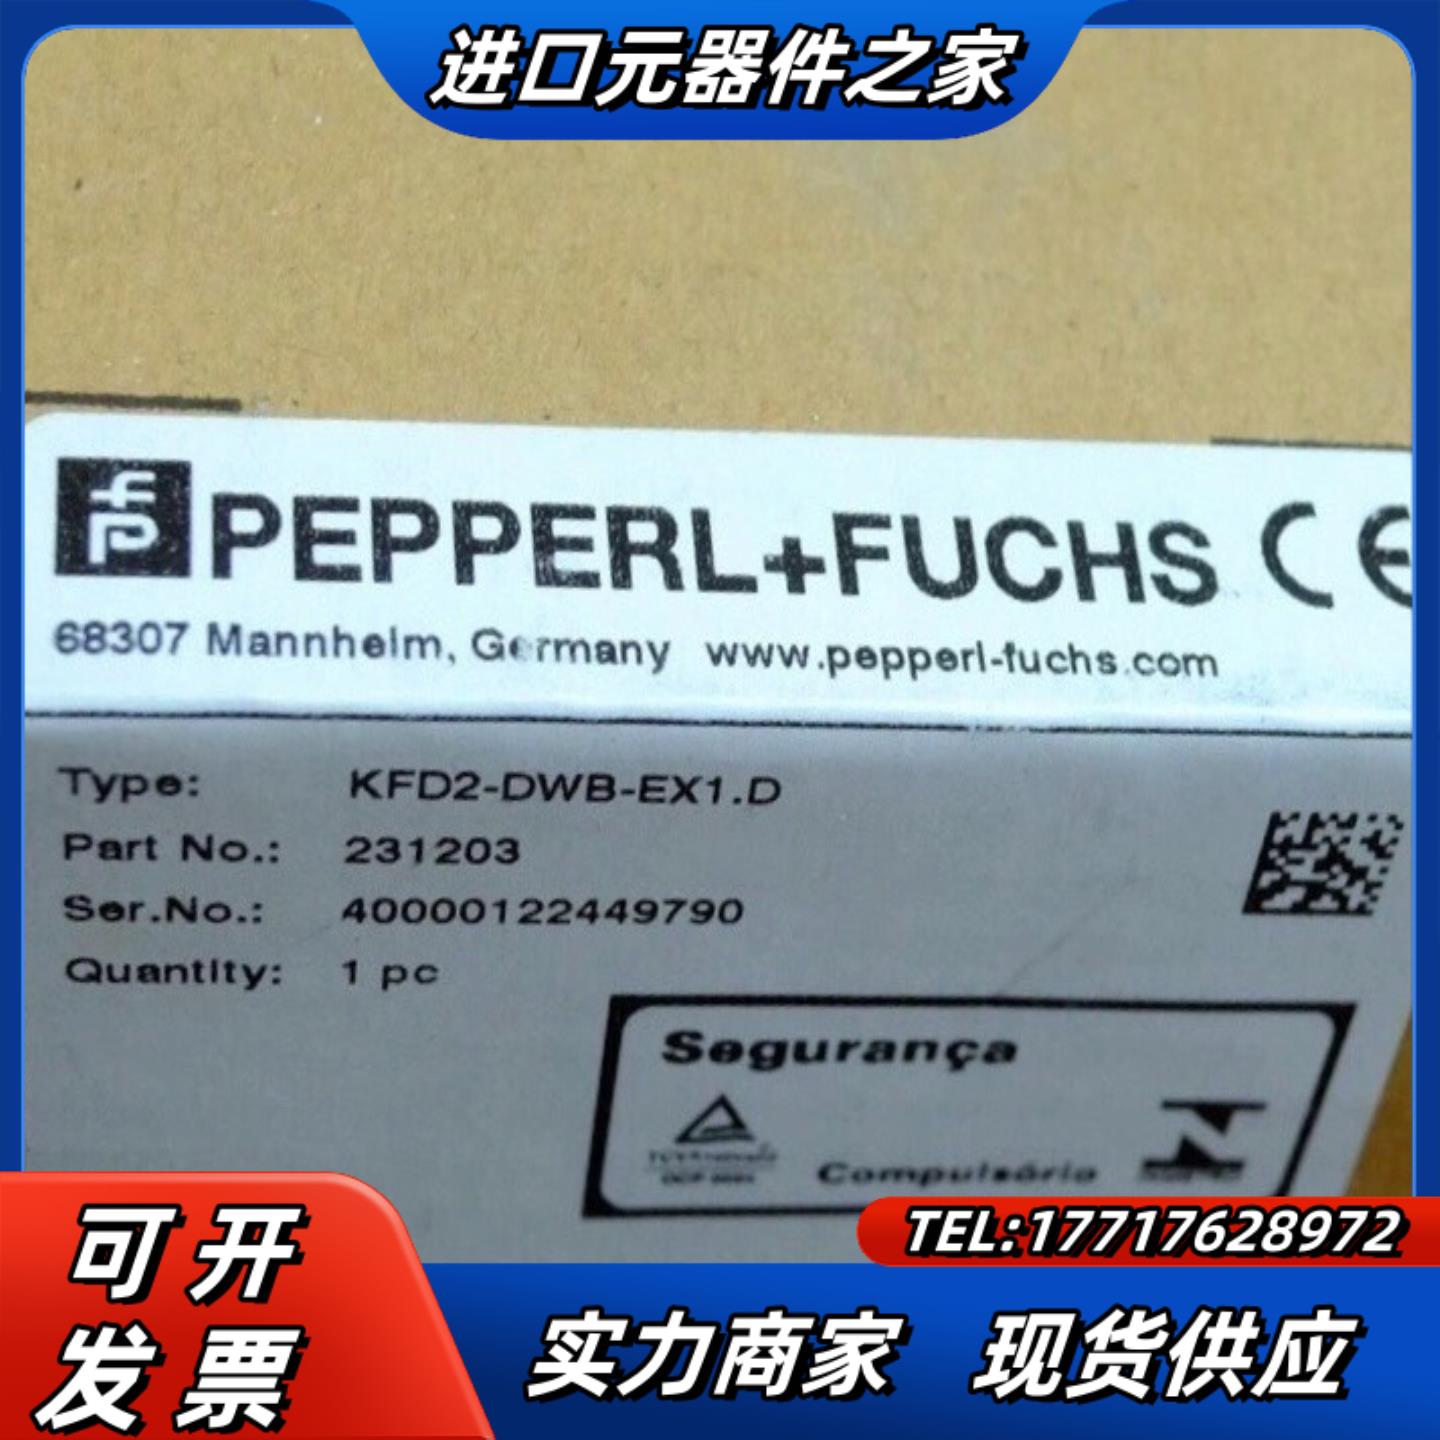 进口元器件之家
PEPPERL+FUCHS CE
68307 Mannheim, Germany www.pepperl-fuchs.com
Type: KFD2-DWB-EX1.D
Part No.: 231203
Ser.No.: 40000122449790
Quantity: 1 pc
Segurança
Compulsório
TEL:17717628972
可开
发票
实力商家 现货供应